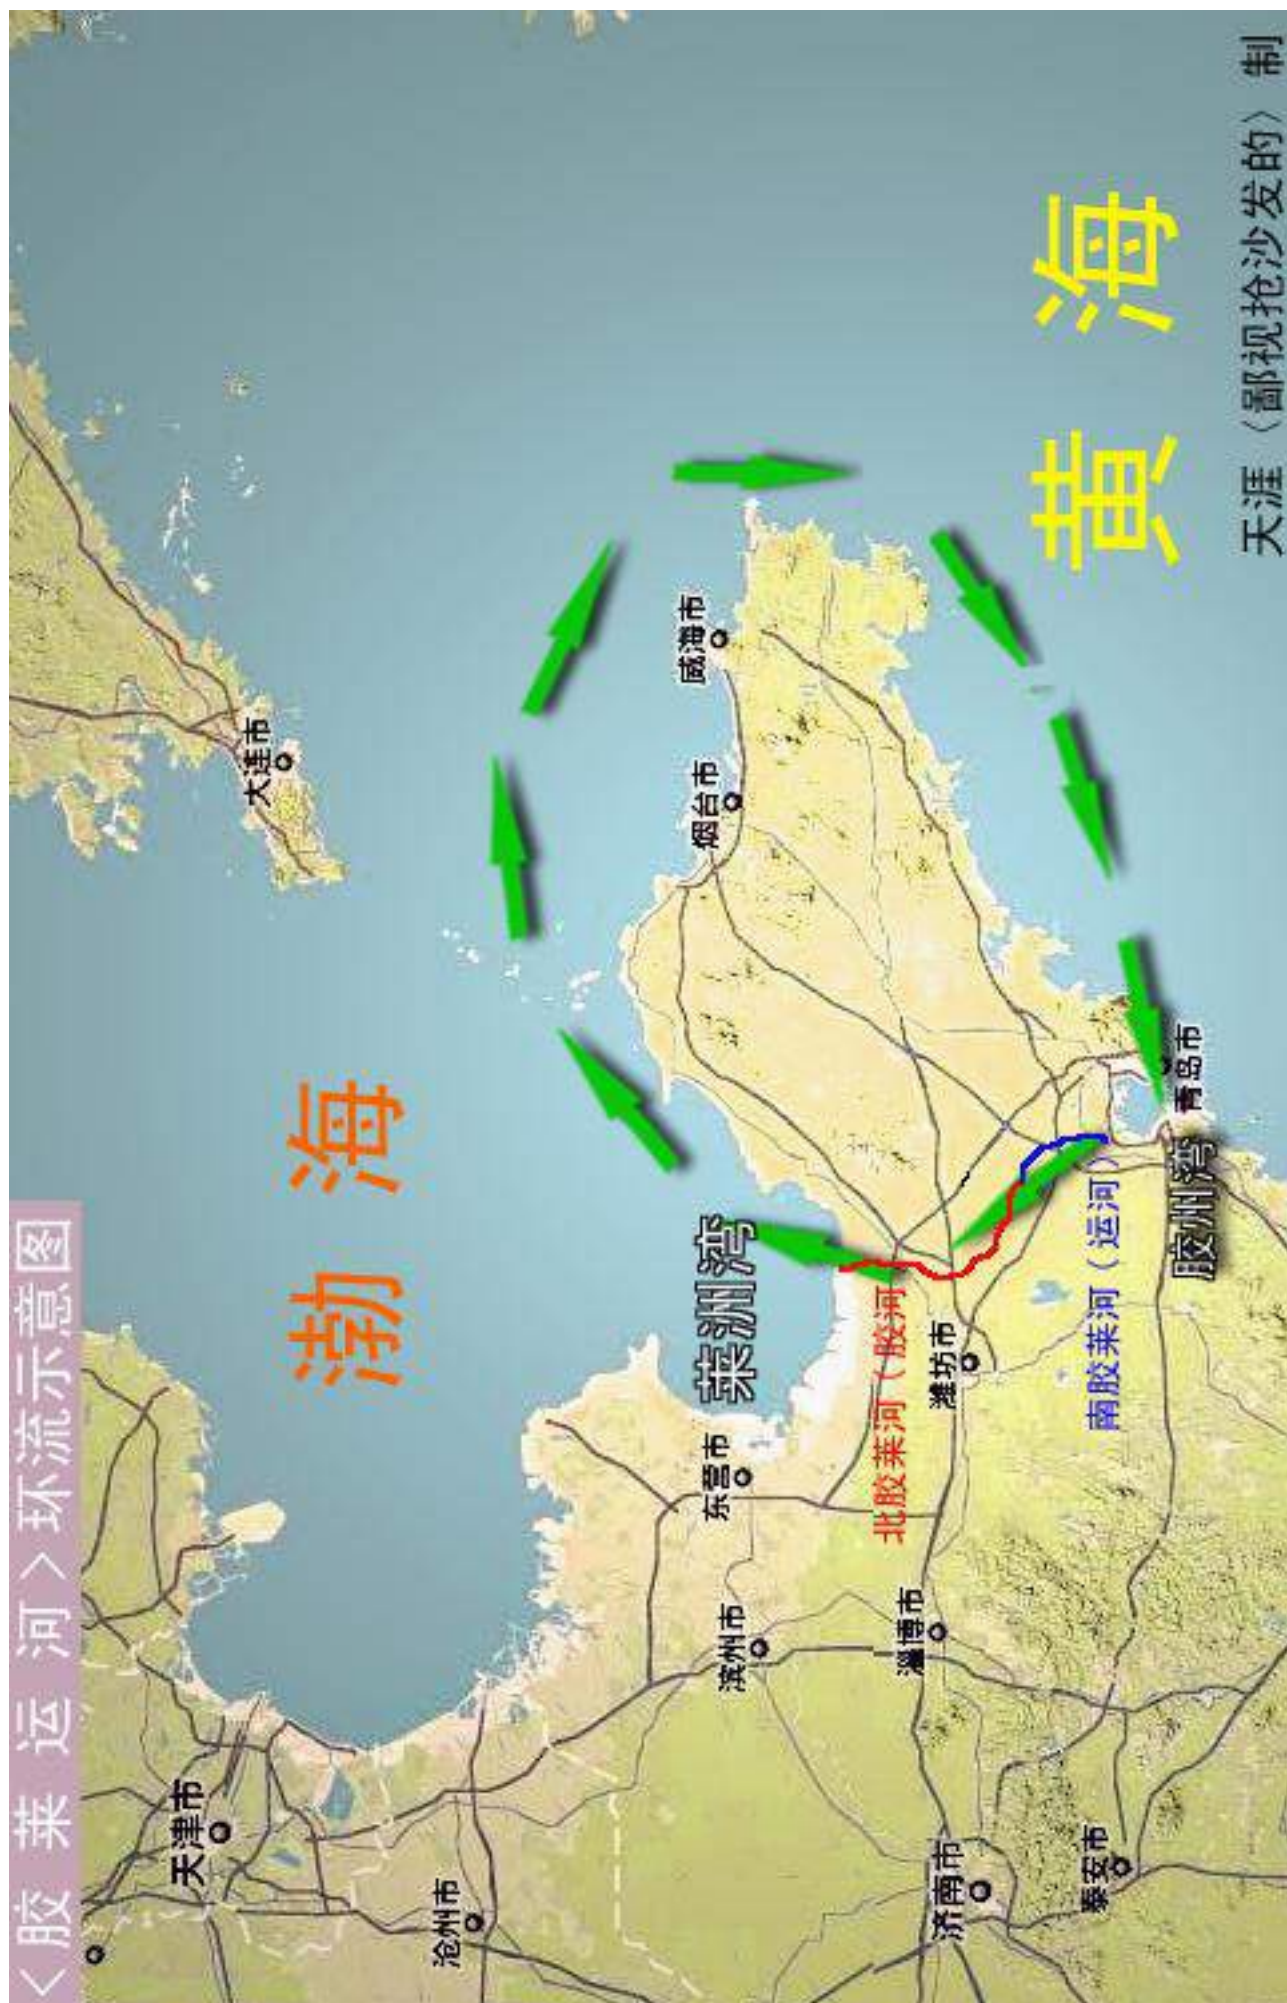 <胶 莱 运 河>环流示意图
渤 海
黄 海
大连市
天津市
沧州市
威海市
烟台市
莱洲湾
东营市
滨州市
北胶莱河(胶河
潍坊市
淄博市
济南市
南胶莱河(运河)
泰安市
青岛市
胶州湾
天涯〈鄙视抢沙发的〉制